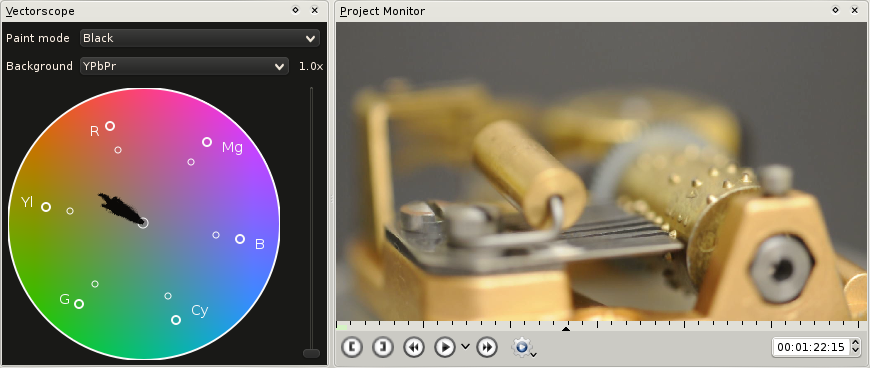 Vectorscope
Paint mode Black
Background YPbPr 1.0x
R
Mg
Yl
B
G
Cy
Project Monitor
00:01:22:15